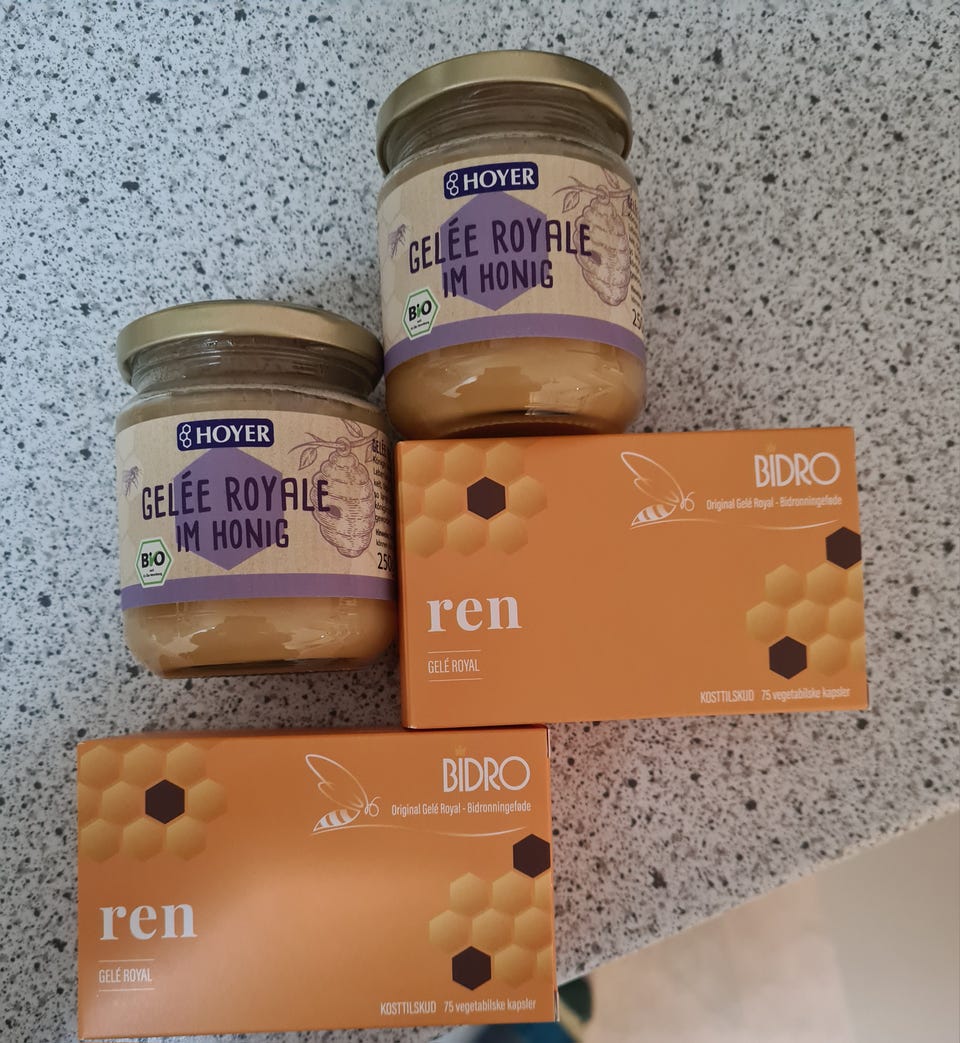 HOYER
GELÉE ROYALE
IM HONIG
Bio
HOYER
GELÉE ROYALE
IM HONIG
Bio
BIDRO
Original Gelé Royal - Bidronningeføde
ren
GELÉ ROYAL
KOSTTILSKUD 75 vegetabilske kapsler
BIDRO
Original Gelé Royal - Bidronningeføde
ren
GELÉ ROYAL
KOSTTILSKUD 75 vegetabilske kapsler